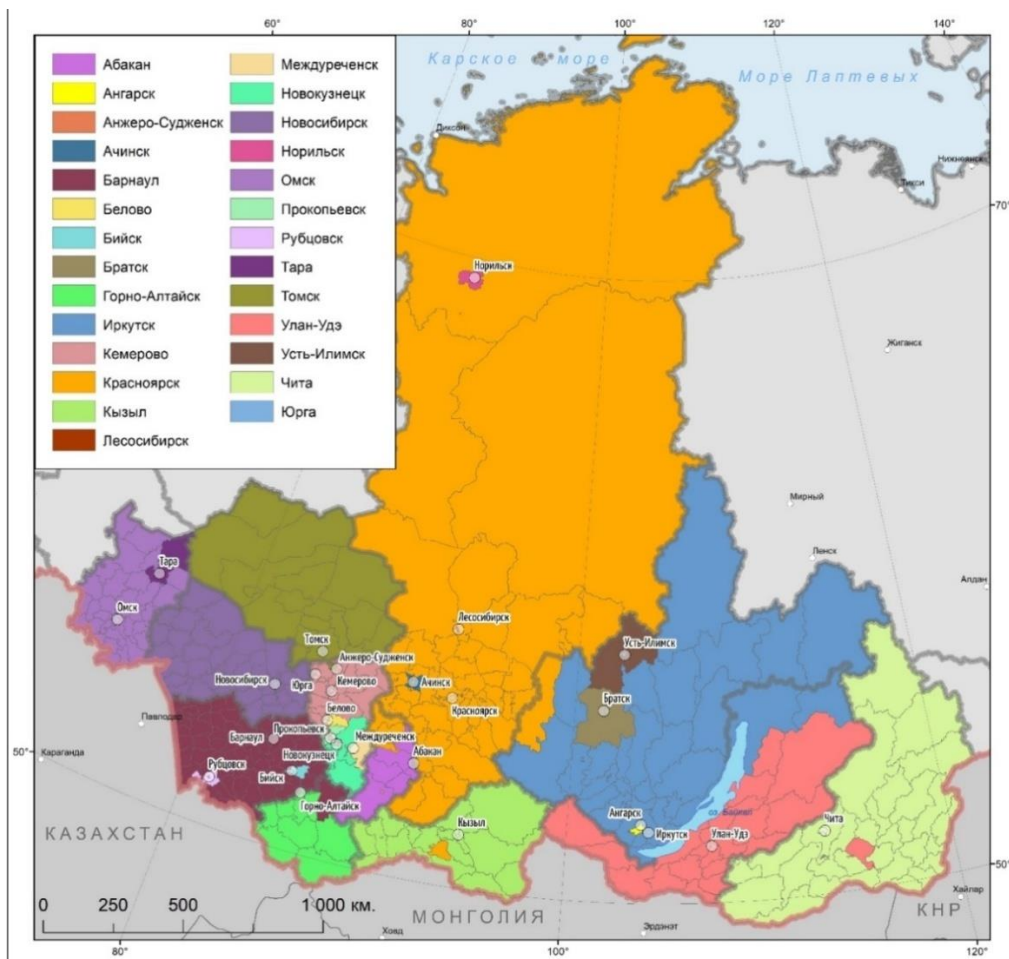 60°
80°
100°
120°
140°
Карское море
Море Лаптевых
Абакан
Ангарск
Анжеро-Судженск
Ачинск
Барнаул
Белово
Бийск
Братск
Горно-Алтайск
Иркутск
Кемерово
Красноярск
Кызыл
Лесосибирск
Междуреченск
Новокузнецк
Новосибирск
Норильск
Омск
Прокопьевск
Рубцовск
Тара
Томск
Улан-Удэ
Усть-Илимск
Чита
Юрга
Диксон
Нижнеянск
Тикси
70°
Норильск
Жиганск
Мирный
Ленск
Алдан
Тара
Омск
Лесосибирск
Томск
Усть-Илимск
Анжеро-Судженск
Юрга
Кемерово
Ачинск
Новосибирск
Братск
Красноярск
Белово
Павлодар
Прокопьевск
Барнаул
Междуреченск
50°
Новокузнецк
Абакан
Караганда
Рубцовск
Бийск
Горно-Алтайск
Ангарск
оз. Байкал
КАЗАХСТАН
Кызыл
Иркутск
Улан-Удэ
Чита
50°
Хайлар
0 250 500 1 000 км.
МОНГОЛИЯ
КНР
Ховд
Эрдэнэт
80°
100°
120°